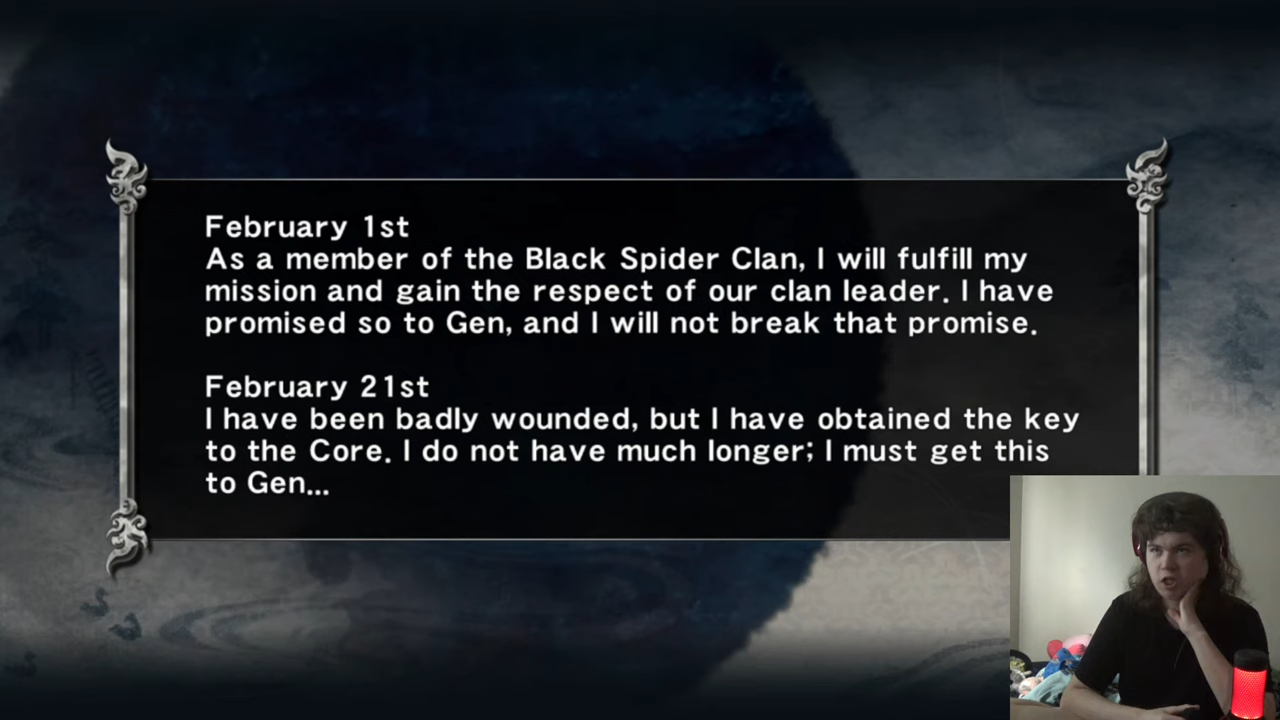 February 1st
As a member of the Black Spider Clan, I will fulfill my
mission and gain the respect of our clan leader. I have
promised so to Gen, and I will not break that promise.
February 21st
I have been badly wounded, but I have obtained the key
to the Core. I do not have much longer; I must get this
to Gen...